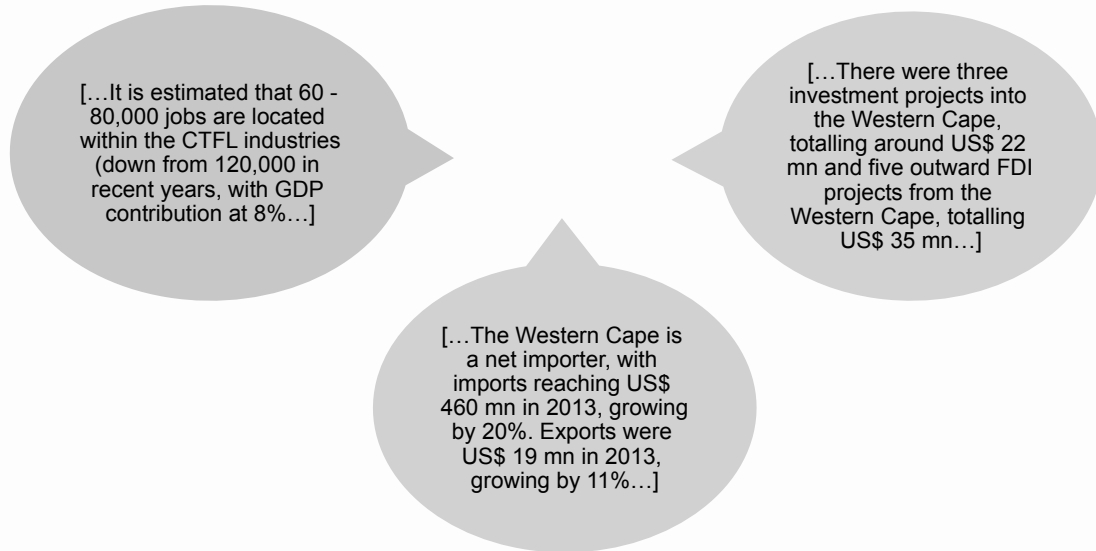 […It is estimated that 60 -
80,000 jobs are located
within the CTFL industries
(down from 120,000 in
recent years, with GDP
contribution at 8%…]
[…There were three
investment projects into
the Western Cape,
totalling around US$ 22
mn and five outward FDI
projects from the
Western Cape, totalling
US$ 35 mn…]
[…The Western Cape is
a net importer, with
imports reaching US$
460 mn in 2013, growing
by 20%. Exports were
US$ 19 mn in 2013,
growing by 11%…]